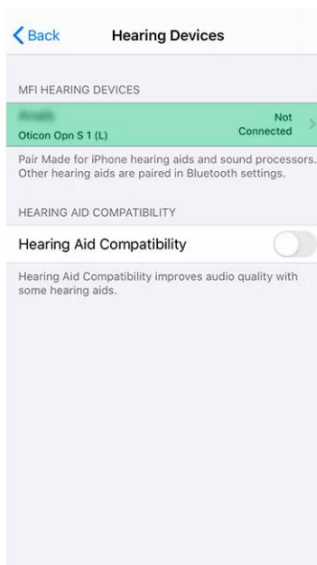 Back Hearing Devices
MFI HEARING DEVICES
Not
Oticon Opn S 1 (L) Connected
Pair Made for iPhone hearing aids and sound processors.
Other hearing aids are paired in Bluetooth settings.
HEARING AID COMPATIBILITY
Hearing Aid Compatibility
Hearing Aid Compatibility improves audio quality with
some hearing aids.